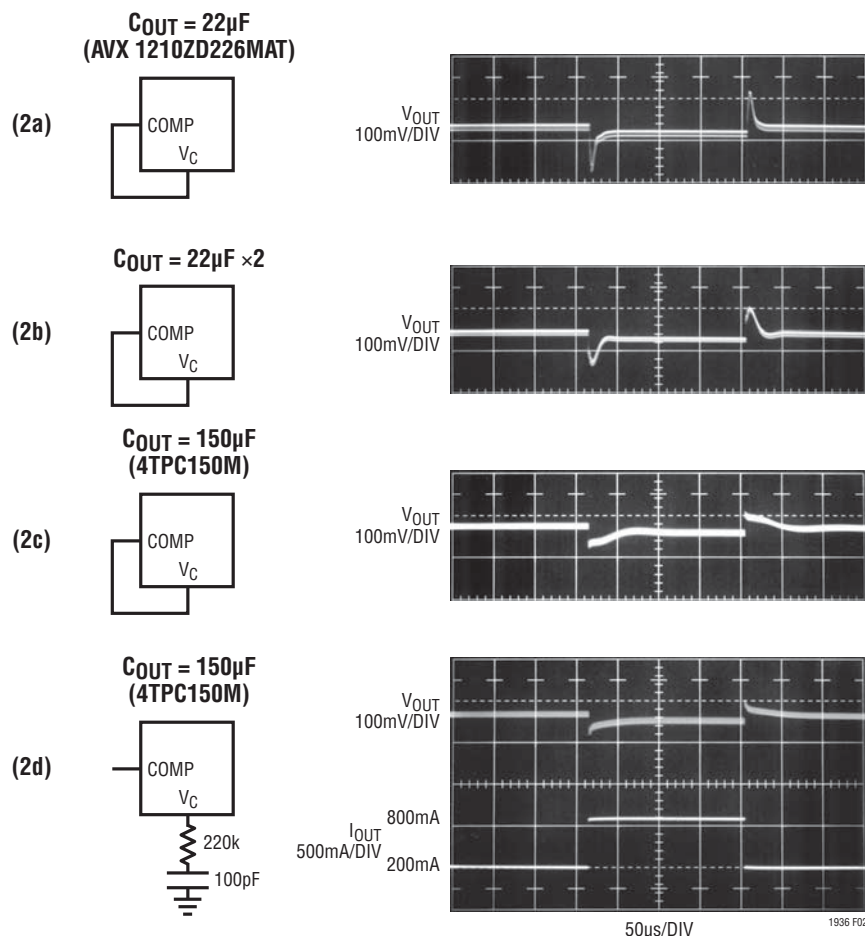 COUT = 22µF
(AVX 1210ZD226MAT)
(2a)
COMP
VC
VOUT
100mV/DIV
COUT = 22µF ×2
(2b)
COMP
VC
VOUT
100mV/DIV
COUT = 150µF
(4TPC150M)
(2c)
COMP
VC
VOUT
100mV/DIV
COUT = 150µF
(4TPC150M)
(2d)
COMP
VC
220k
100pF
VOUT
100mV/DIV
800mA
IOUT
500mA/DIV
200mA
50µs/DIV
1936 F02